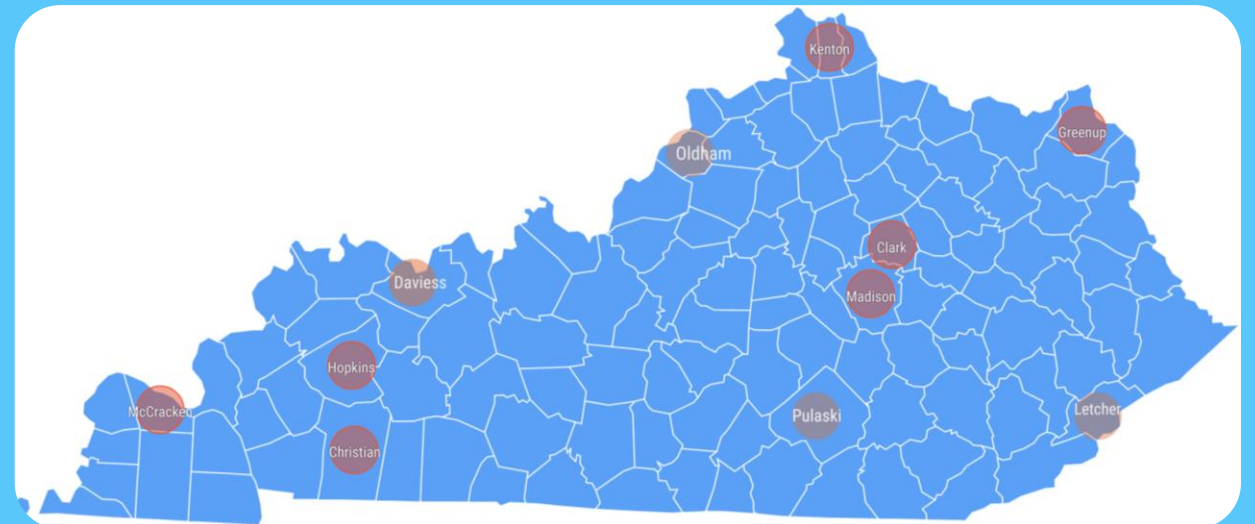 Kenton
Greenup
Oldham
Clark
Daviess
Madison
Hopkins
McCracken
Pulaski
Letcher
Christian